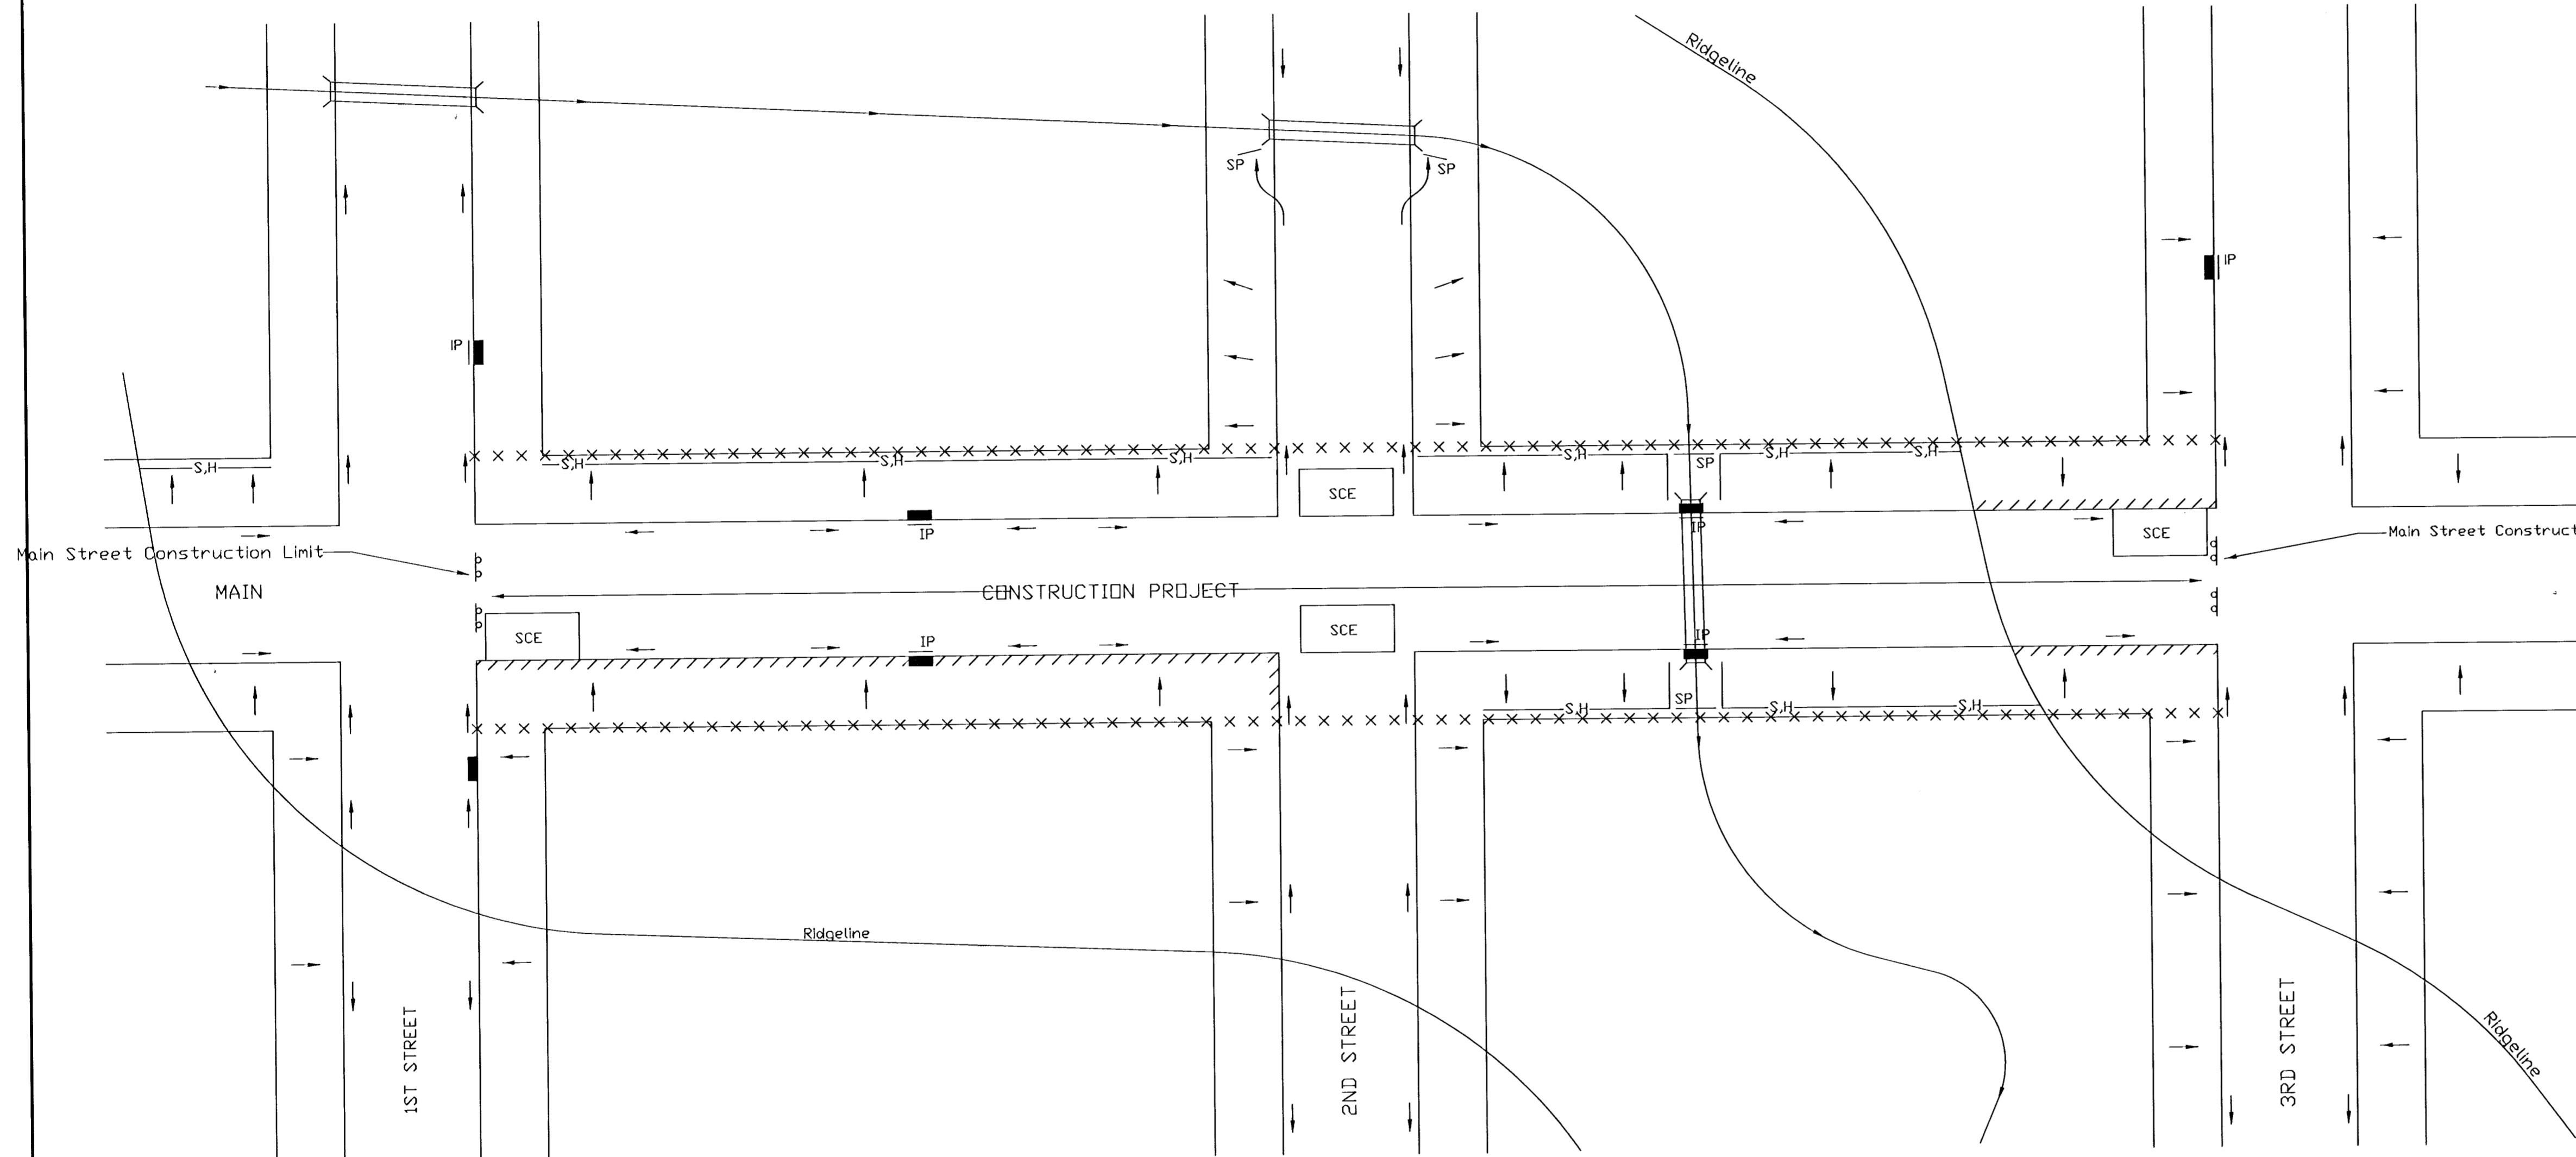 Ridgeline
SP
SP
IP
IP
S,H
S,H
S,H
S,H
S,H
S,H
S,H
SP
SCE
IP
IP
SCE
Main Street Construction Limit
Main Street Construct
MAIN
CONSTRUCTION PROJECT
SCE
IP
SCE
IP
SP
S,H
S,H
S,H
Ridgeline
1ST STREET
2ND STREET
3RD STREET
Ridgeline